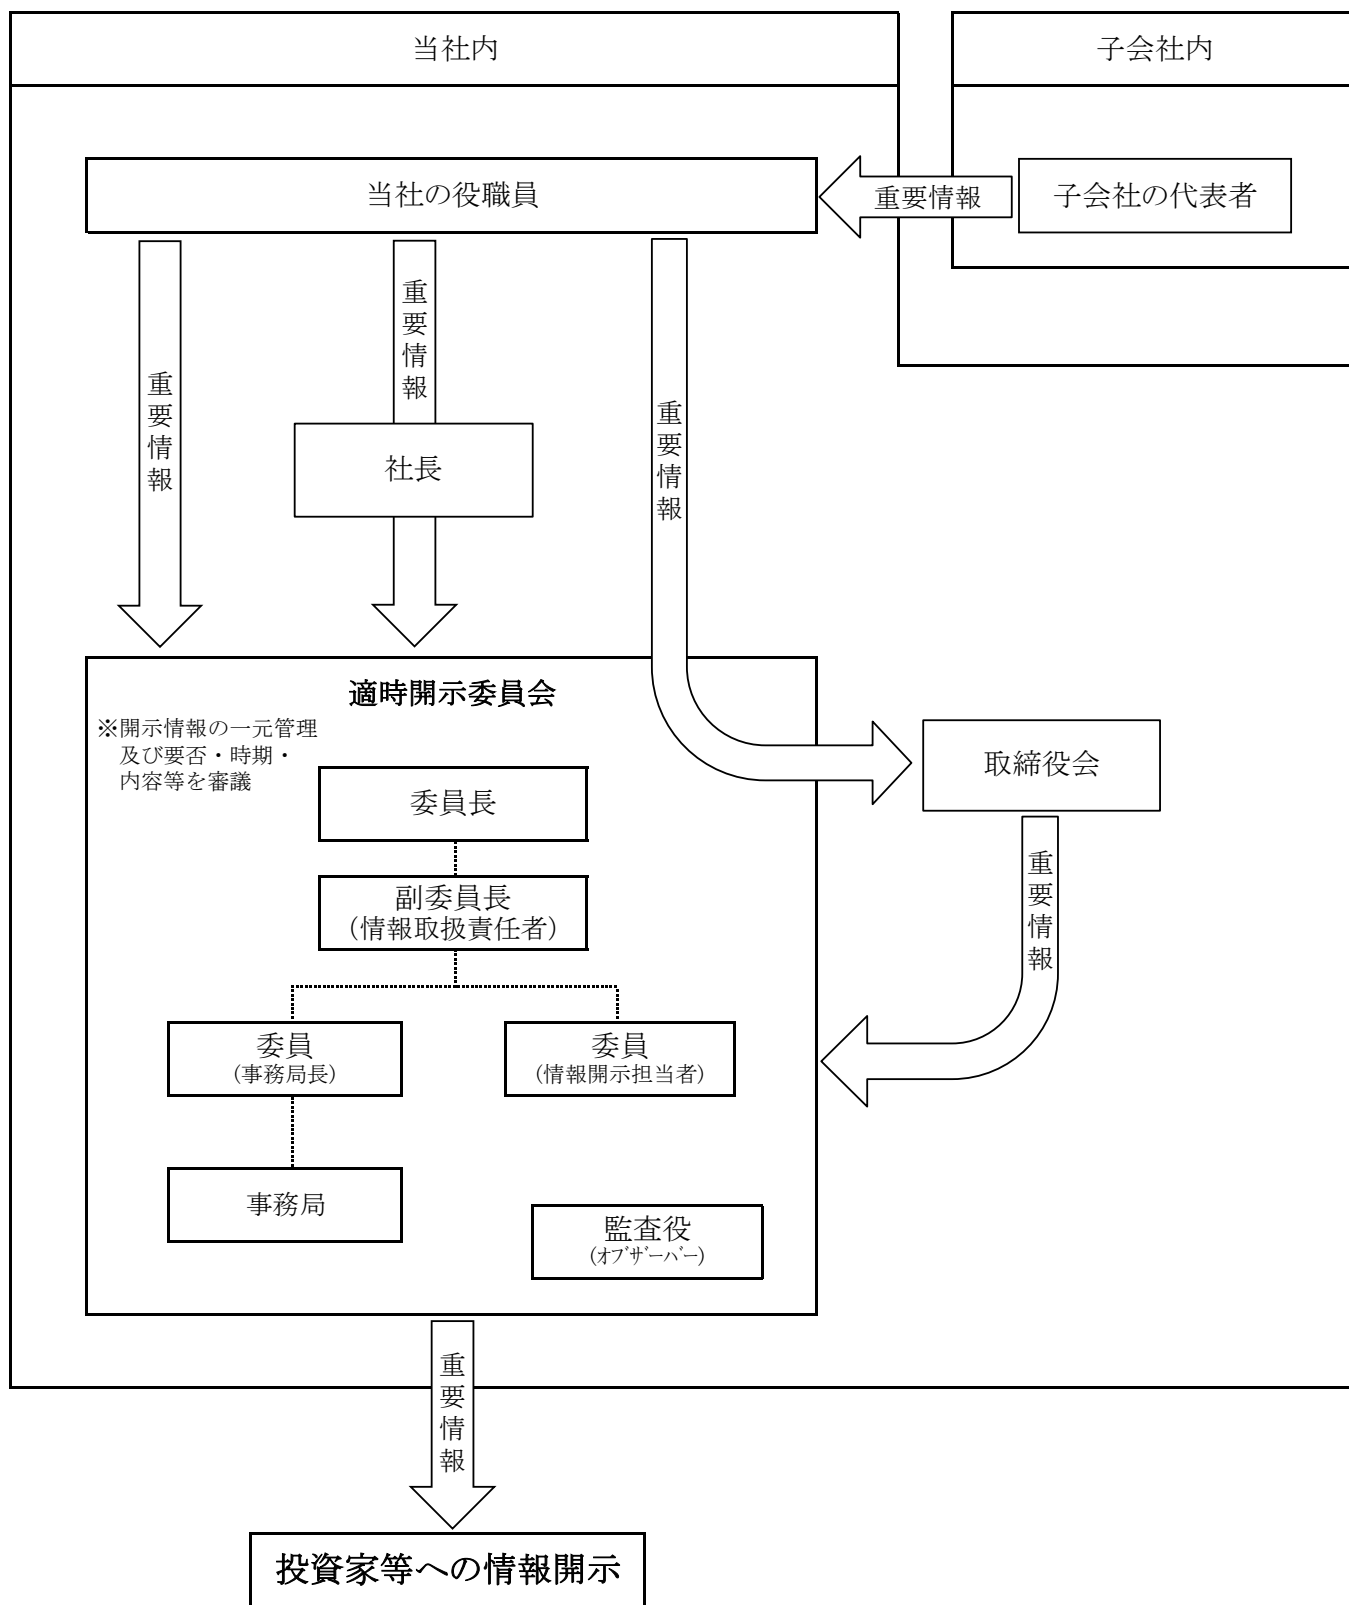 当社内
子会社内
当社の役職員
重要情報
子会社の代表者
重要情報
重要情報
重要情報
社長
適時開示委員会
※開示情報の一元管理
及び要否・時期・
内容等を審議
委員長
取締役会
副委員長
(情報取扱責任者)
重要情報
委員
(事務局長)
委員
(情報開示担当者)
事務局
監査役
(ｵﾌﾞｻﾞｰﾊﾞｰ)
重要情報
投資家等への情報開示